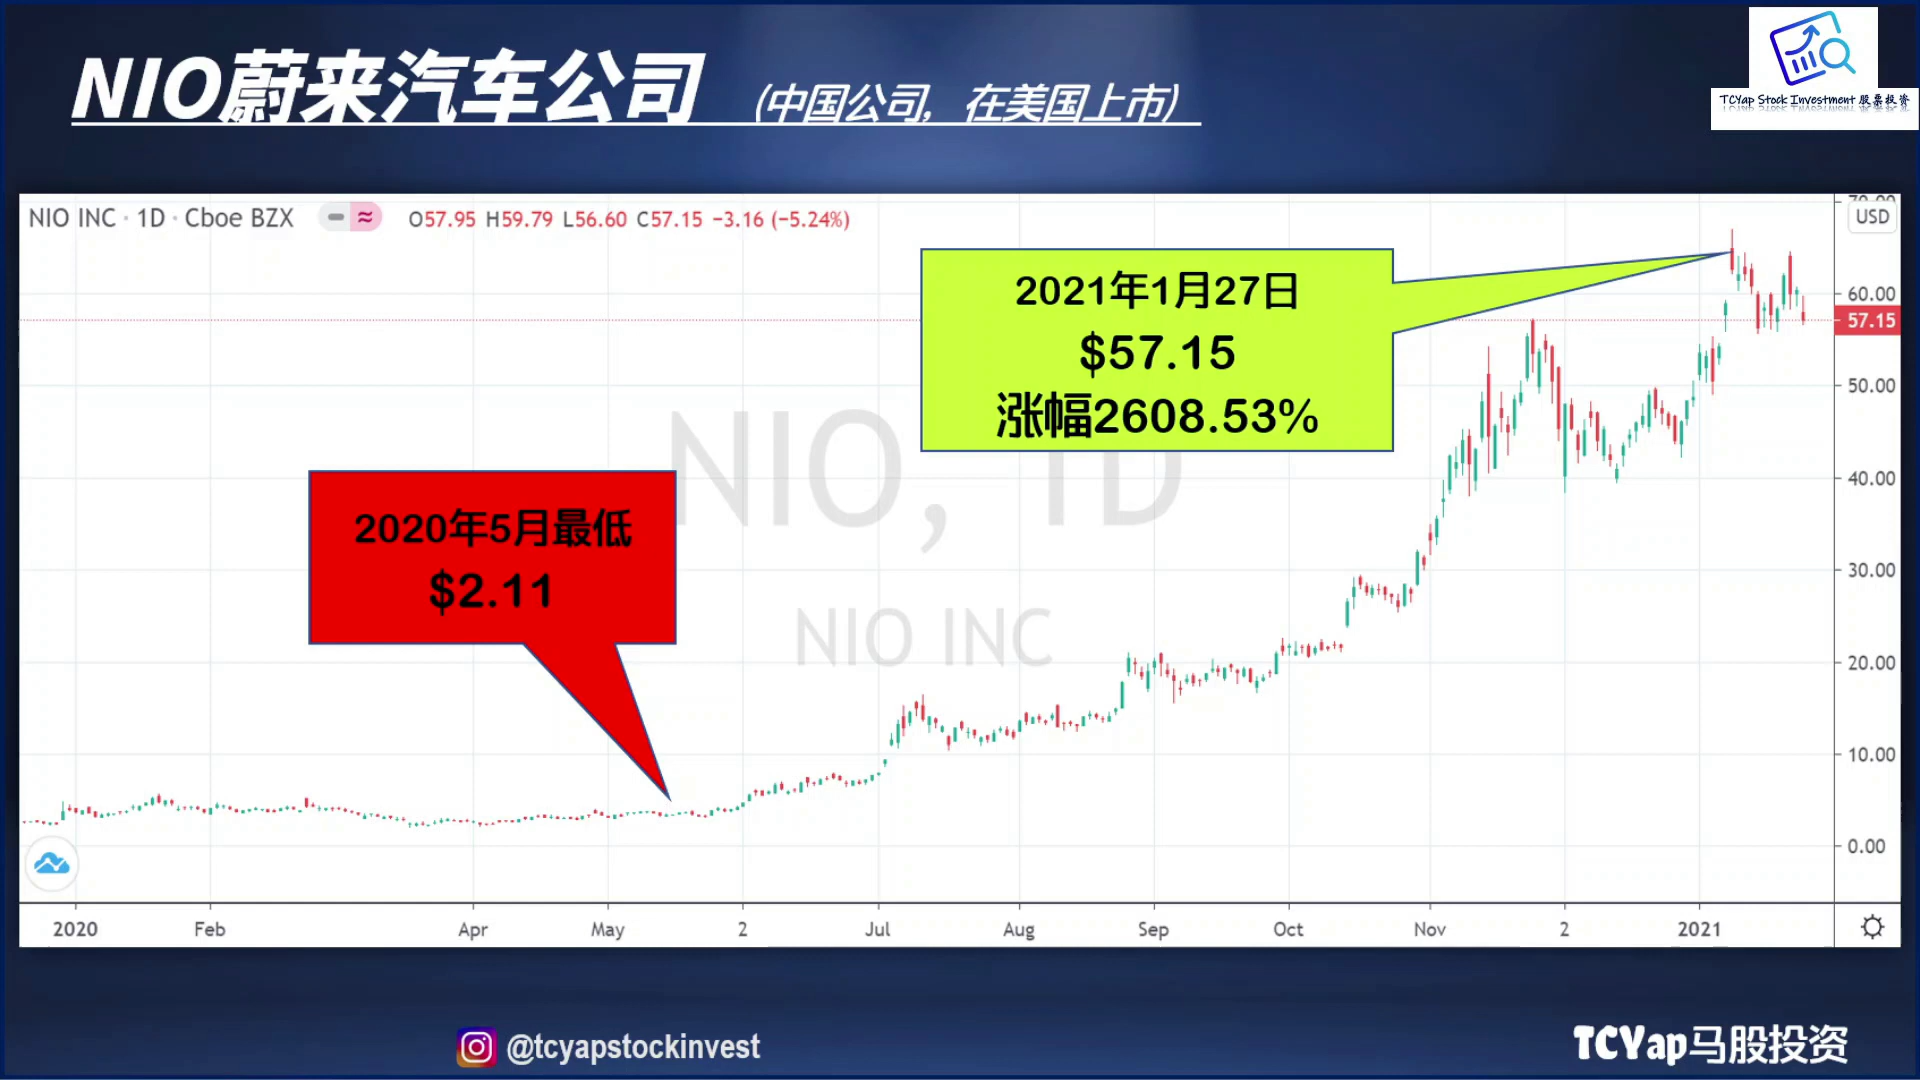 NIO蔚来汽车公司 (中国公司，在美国上市)
TCYap Stock Investment 股票投资
NIO INC · 1D · Cboe BZX O57.95 H59.79 L56.60 C57.15 −3.16 (−5.24%)
USD
2021年1月27日
$57.15
涨幅2608.53%
2020年5月最低
$2.11
NIO, 1D
NIO INC
70.00
60.00
57.15
50.00
40.00
30.00
20.00
10.00
0.00
2020 Feb Apr May 2 Jul Aug Sep Oct Nov 2 2021
@tcyapstockinvest
TCYap马股投资